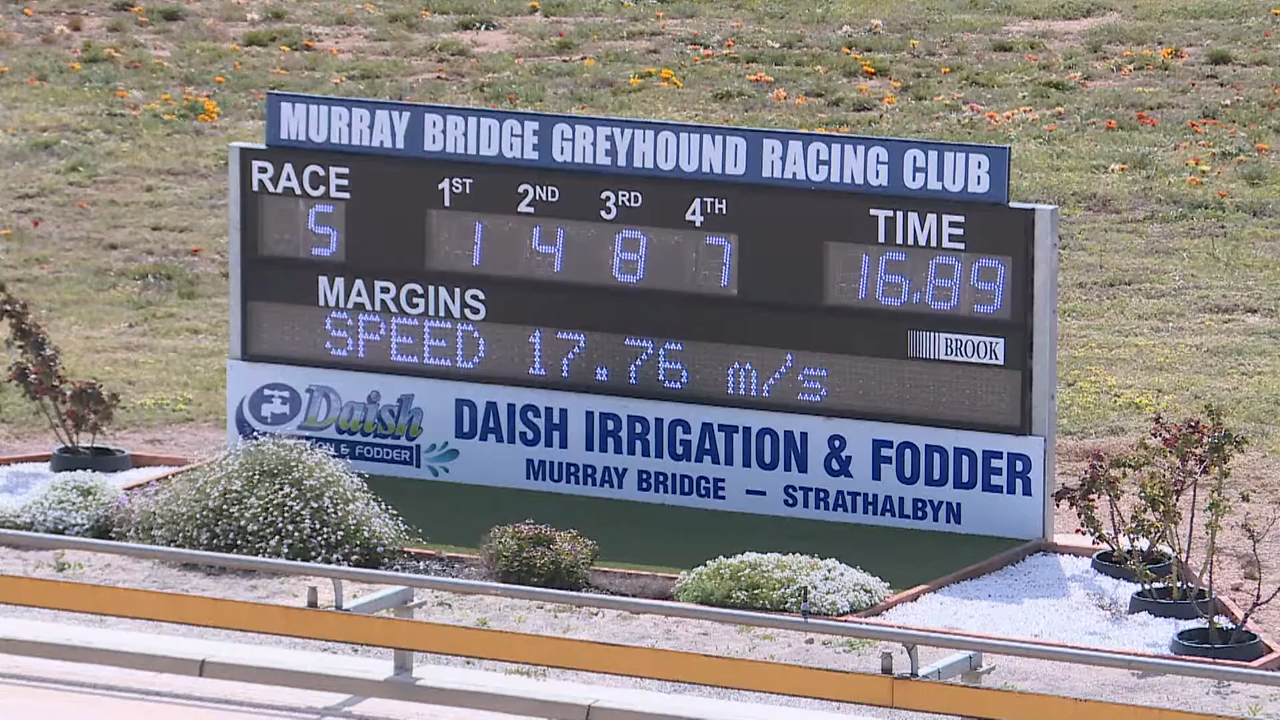 MURRAY BRIDGE GREYHOUND RACING CLUB
RACE 1ST 2ND 3RD 4TH TIME
5 1 4 8 7 16.89
MARGINS
BROOK
SPEED 17.76 m/s
Daish
& FODDER
DAISH IRRIGATION & FODDER
MURRAY BRIDGE – STRATHALBYN